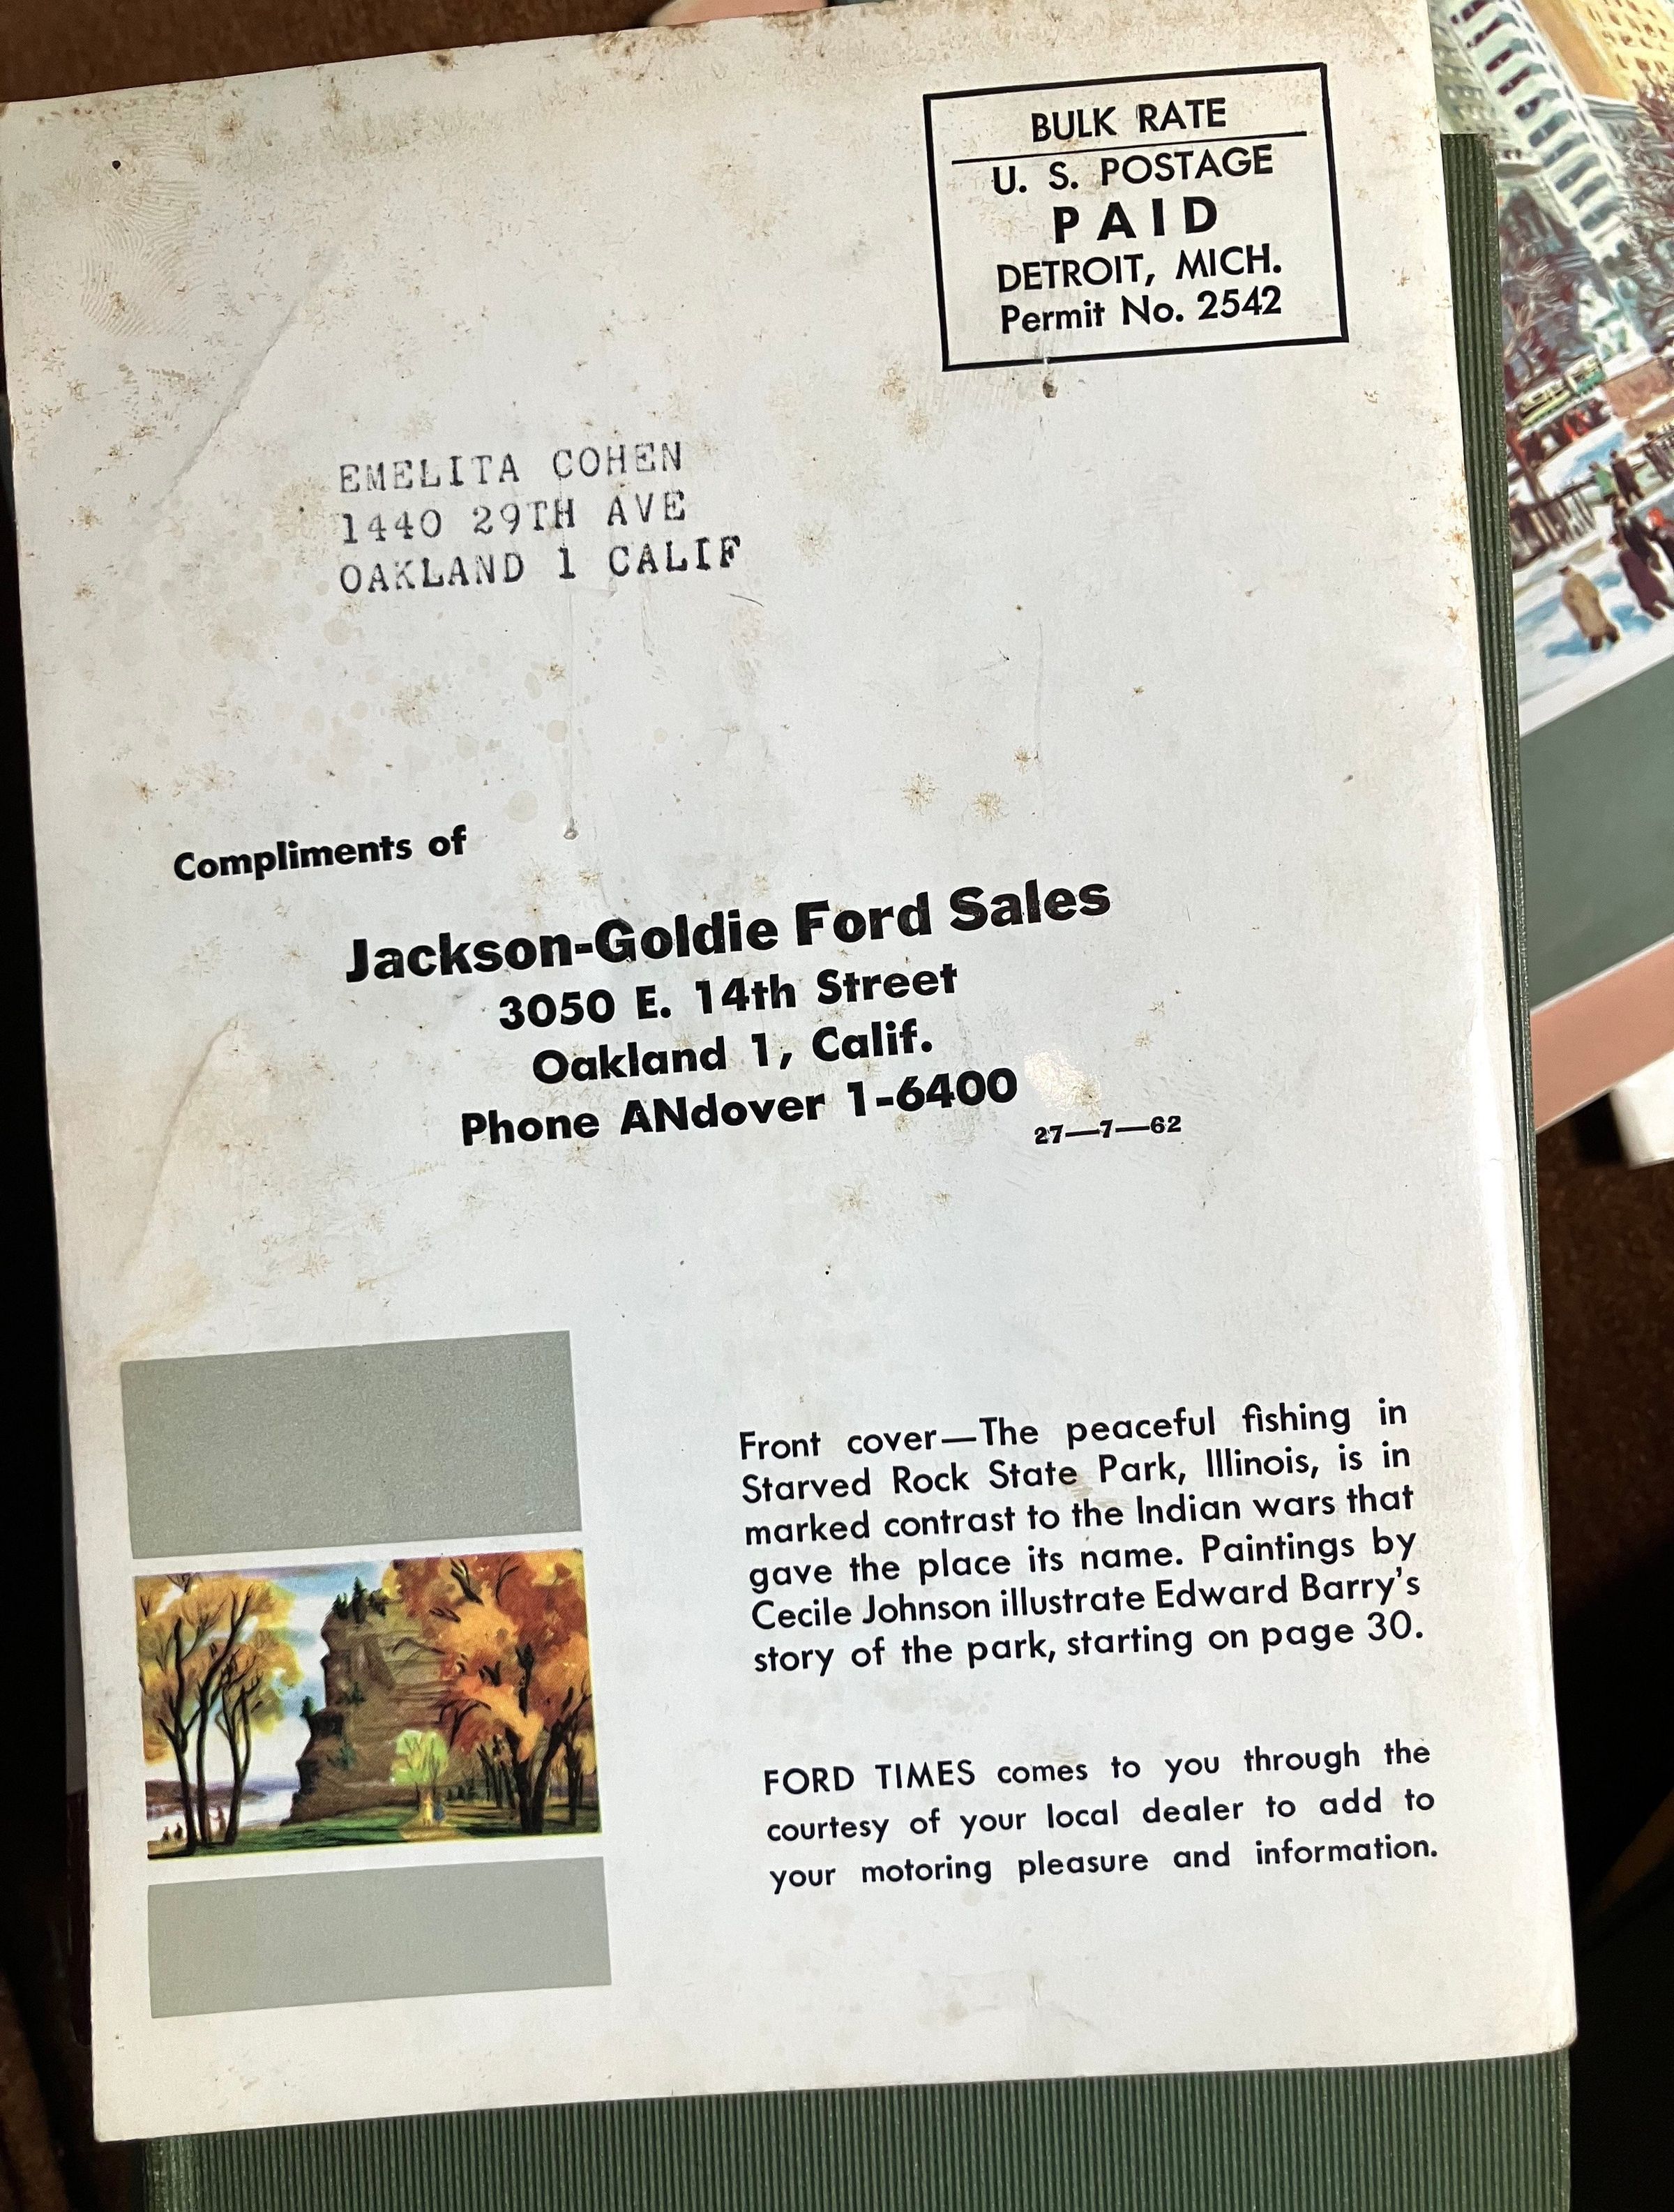 BULK RATE
U. S. POSTAGE
PAID
DETROIT, MICH.
Permit No. 2542
EMELITA COHEN
1440 29TH AVE
OAKLAND 1 CALIF
Compliments of
Jackson-Goldie Ford Sales
3050 E. 14th Street
Oakland 1, Calif.
Phone ANdover 1-6400
27—7—62
Front cover—The peaceful fishing in
Starved Rock State Park, Illinois, is in
marked contrast to the Indian wars that
gave the place its name. Paintings by
Cecile Johnson illustrate Edward Barry's
story of the park, starting on page 30.
FORD TIMES comes to you through the
courtesy of your local dealer to add to
your motoring pleasure and information.